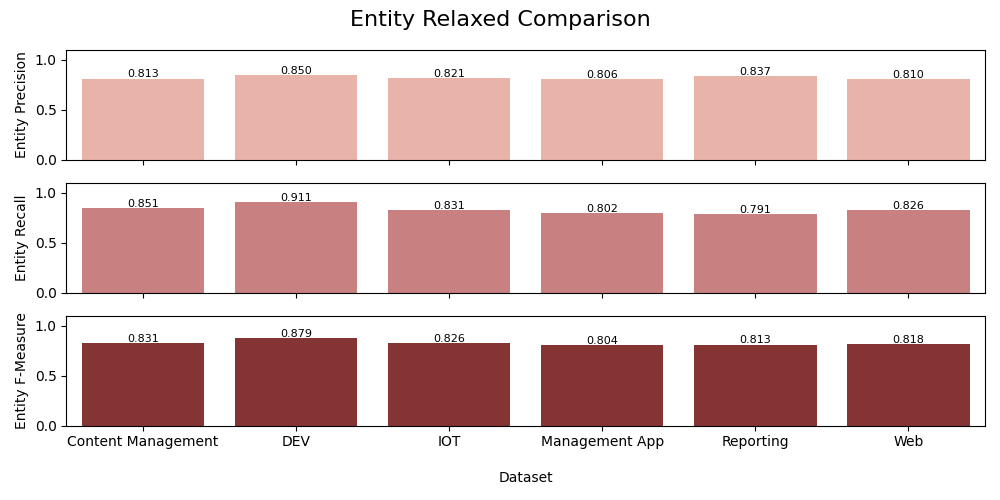 Entity Relaxed Comparison
Entity Precision
1.0
0.5
0.0
0.813 0.850 0.821 0.806 0.837 0.810
Entity Recall
1.0
0.5
0.0
0.851 0.911 0.831 0.802 0.791 0.826
Entity F-Measure
1.0
0.5
0.0
0.831 0.879 0.826 0.804 0.813 0.818
Content Management DEV IOT Management App Reporting Web
Dataset